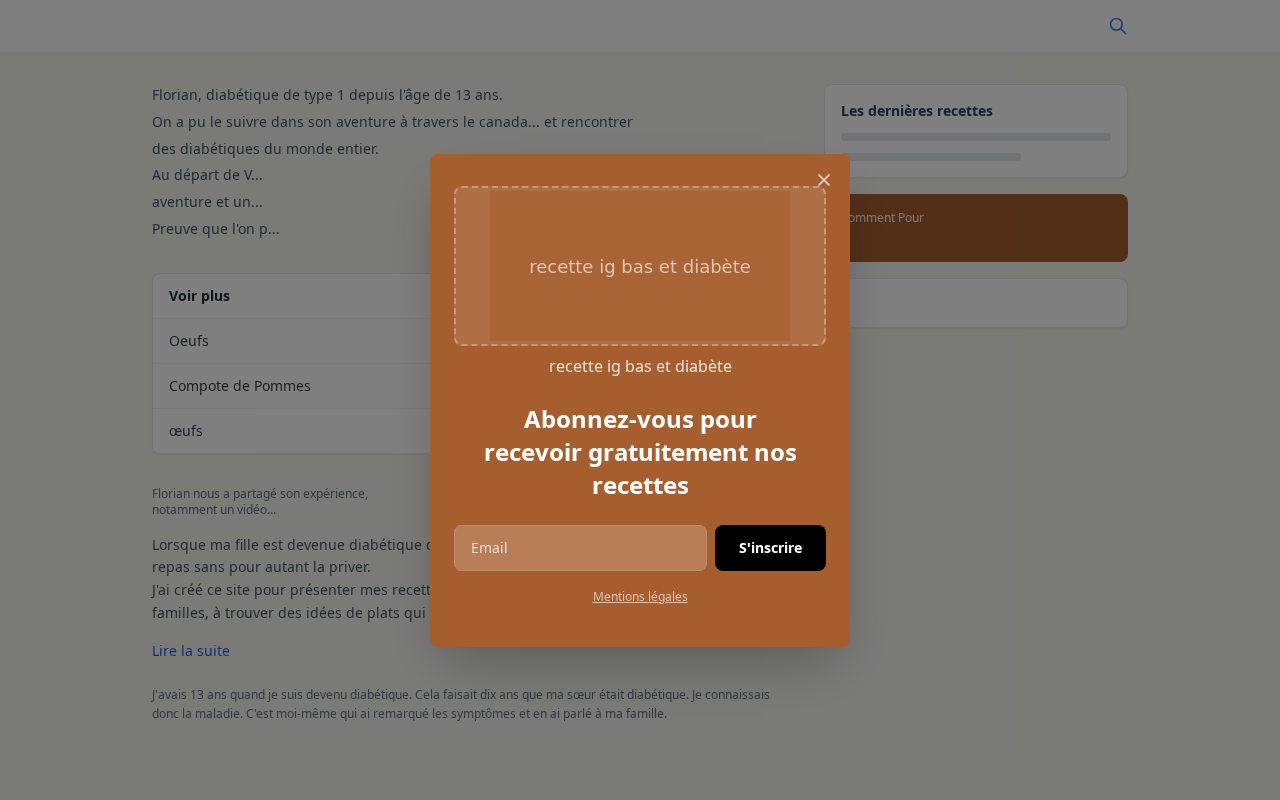 Florian, diabétique de type 1 depuis l'âge de 13 ans.
On a pu le suivre dans son aventure à travers le canada... et rencontrer
des diabétiques du monde entier.
Au départ de V...
aventure et un...
Preuve que l'on p...
Voir plus
Oeufs
Compote de Pommes
œufs
Florian nous a partagé son expérience,
notamment un vidéo...
Lorsque ma fille est devenue diabétique
repas sans pour autant la priver.
J'ai créé ce site pour présenter mes
familles, à trouver des idées de plats qui
Lire la suite
J'avais 13 ans quand je suis devenu diabétique. Cela faisait dix ans que ma sœur était diabétique. Je connaissais
donc la maladie. C'est moi-même qui ai remarqué les symptômes et en ai parlé à ma famille.
Les dernières recettes
Pour
recette ig bas et diabète
recette ig bas et diabète
Abonnez-vous pour
recevoir gratuitement nos
recettes
Email
S'inscrire
Mentions légales